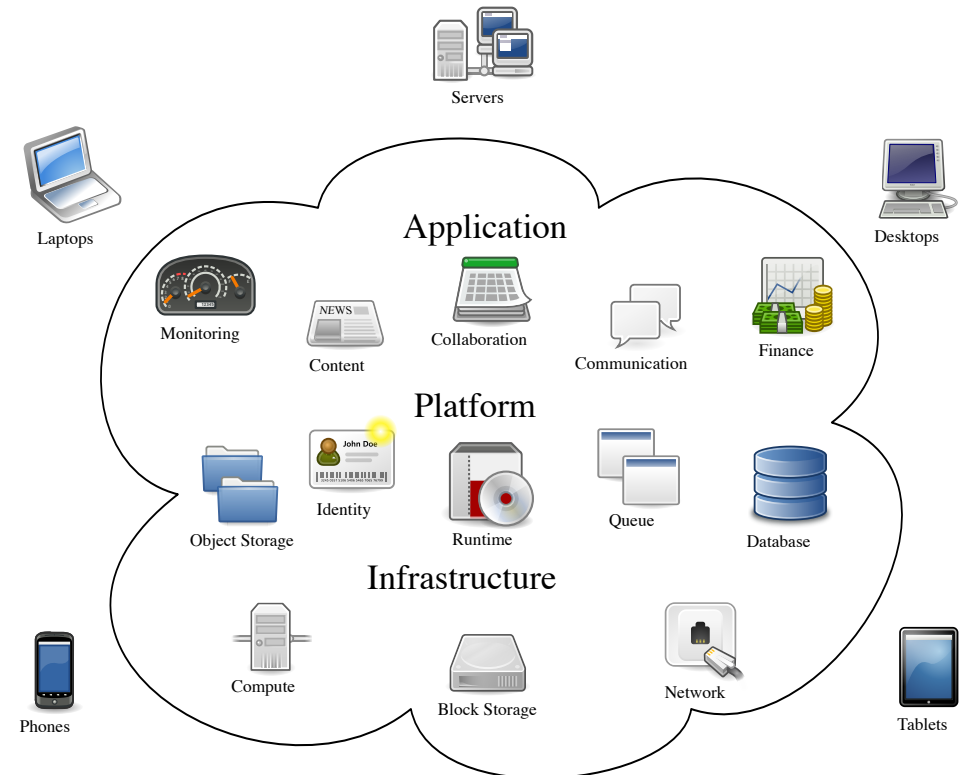 Servers
Laptops
Desktops
Application
Monitoring
NEWS
Content
Collaboration
Communication
Finance
Platform
John Doe
Object Storage
Identity
Runtime
Queue
Database
Infrastructure
Compute
Block Storage
Network
Phones
Tablets